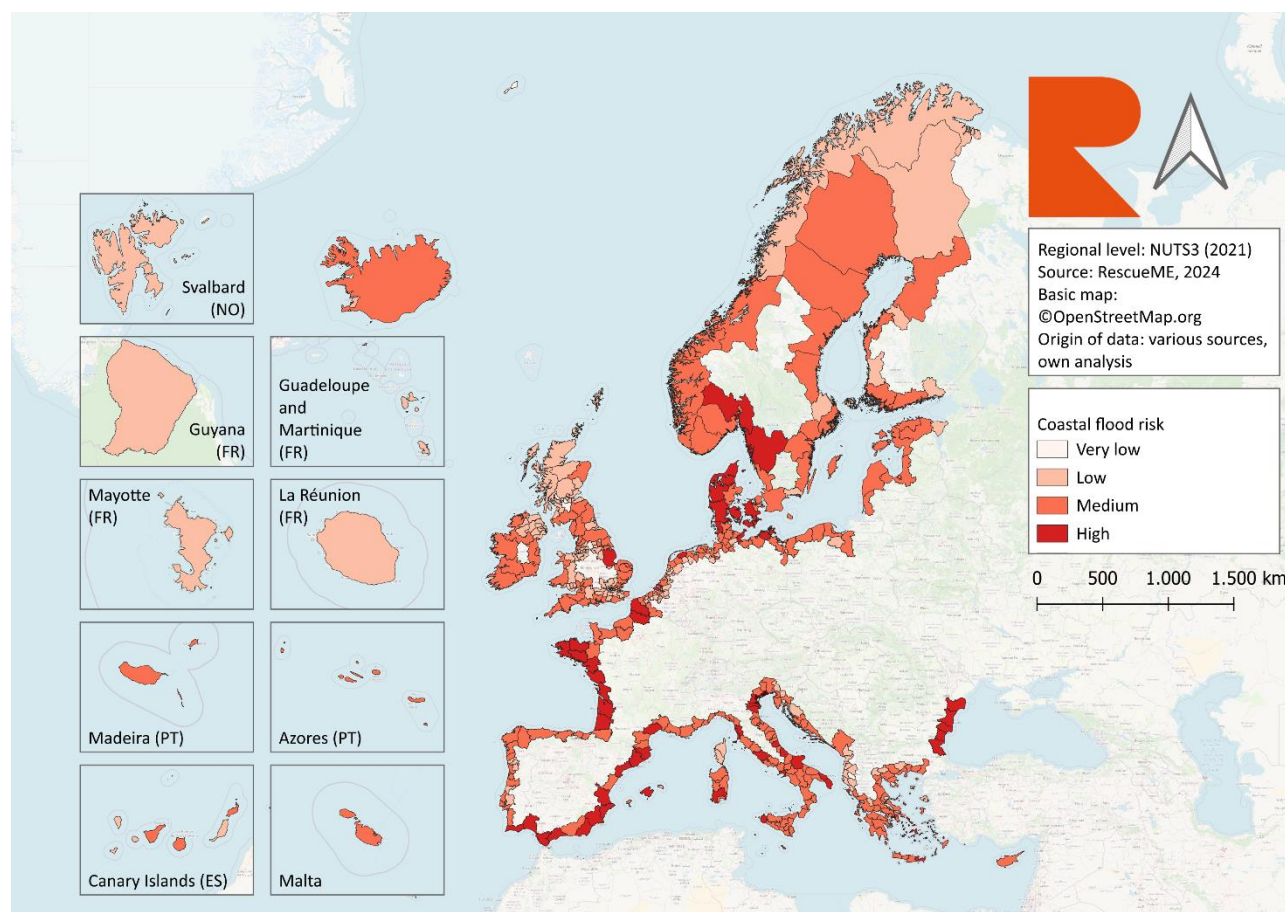 Svalbard
(NO)
Guyana
(FR)
Guadeloupe
and
Martinique
(FR)
Mayotte
(FR)
La Réunion
(FR)
Madeira (PT)
Azores (PT)
Canary Islands (ES)
Malta
R
Regional level: NUTS3 (2021)
Source: RescueME, 2024
Basic map:
©OpenStreetMap.org
Origin of data: various sources,
own analysis
Coastal flood risk
Very low
Low
Medium
High
0 500 1.000 1.500 km